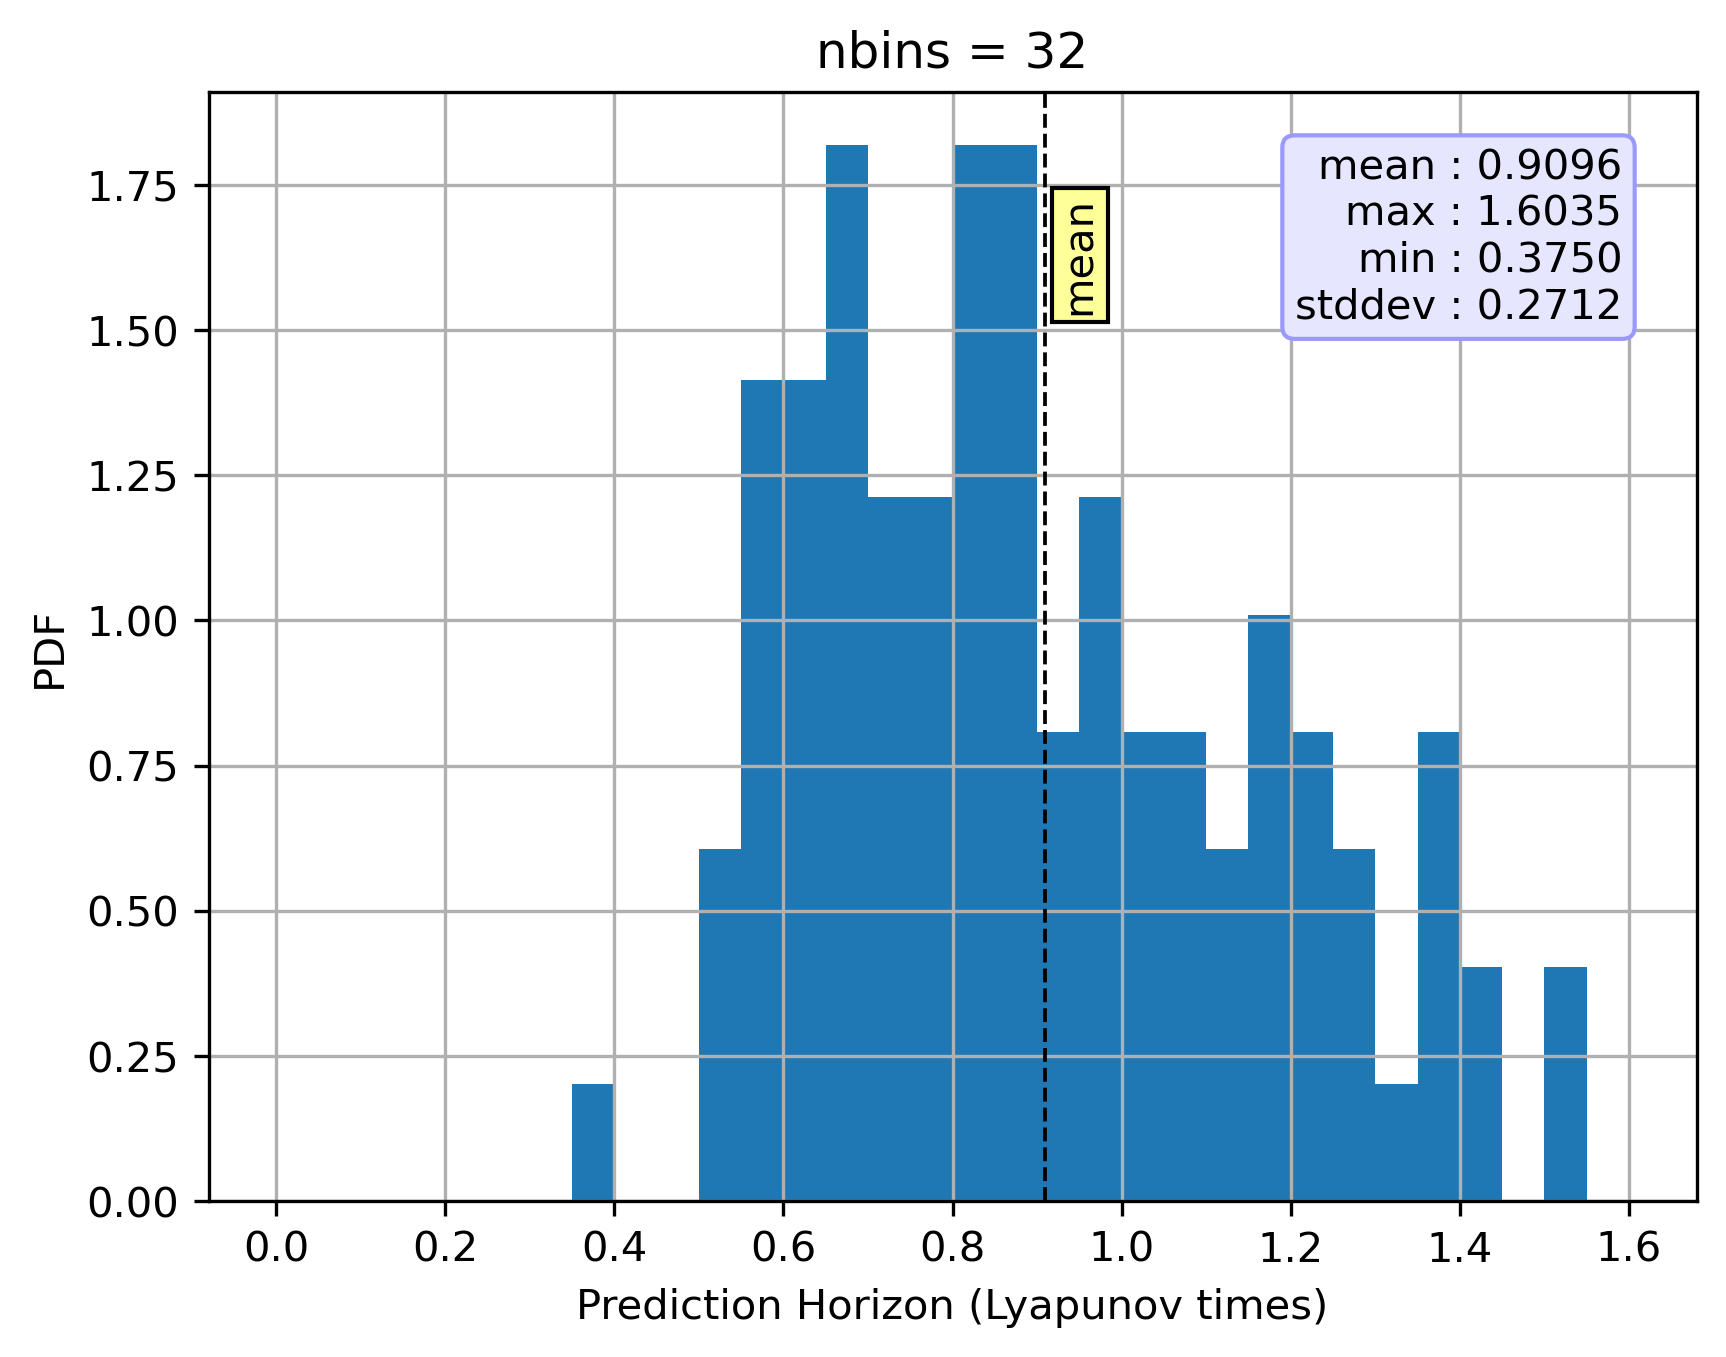 nbins = 32
mean : 0.9096
max : 1.6035
min : 0.3750
stddev : 0.2712
mean
PDF
1.75
1.50
1.25
1.00
0.75
0.50
0.25
0.00
0.0 0.2 0.4 0.6 0.8 1.0 1.2 1.4 1.6
Prediction Horizon (Lyapunov times)